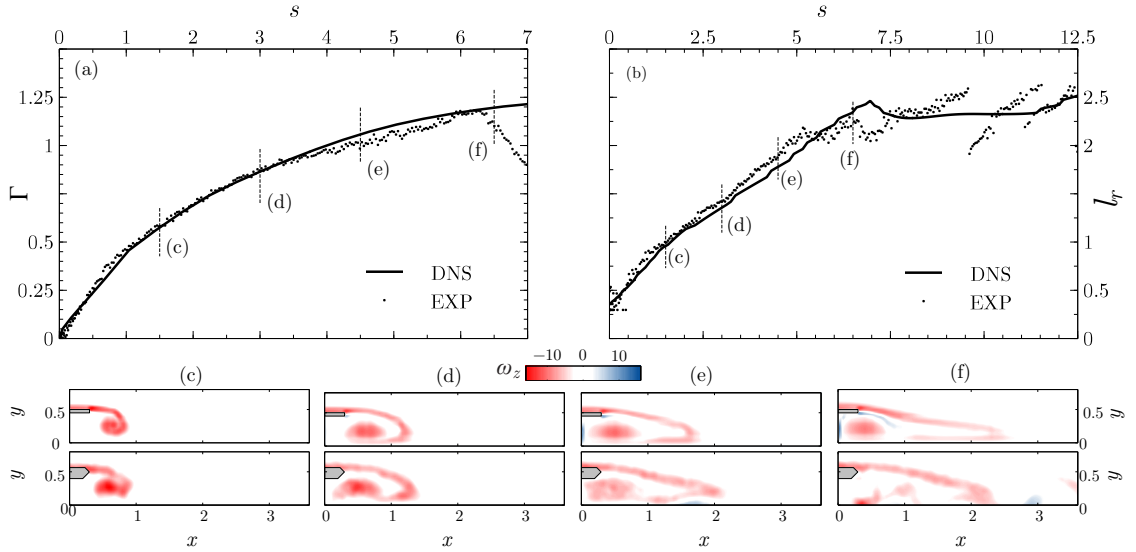 s s
0 1 2 3 4 5 6 7 0 2.5 5 7.5 10 12.5
(a) (b)
1.25 2.5
1 2
0.5 1
0.25 0.5
0 0
Γ l_r
(c) (d) (e) (f) (c) (d) (e) (f)
DNS DNS
EXP EXP
(c) (d) ω_z −10 0 10 (e) (f)
y 0.5 0 0.5 0 y
y 0.5 0 0.5 0 y
0 1 2 3 0 1 2 3 0 1 2 3 0 1 2 3
x x x x